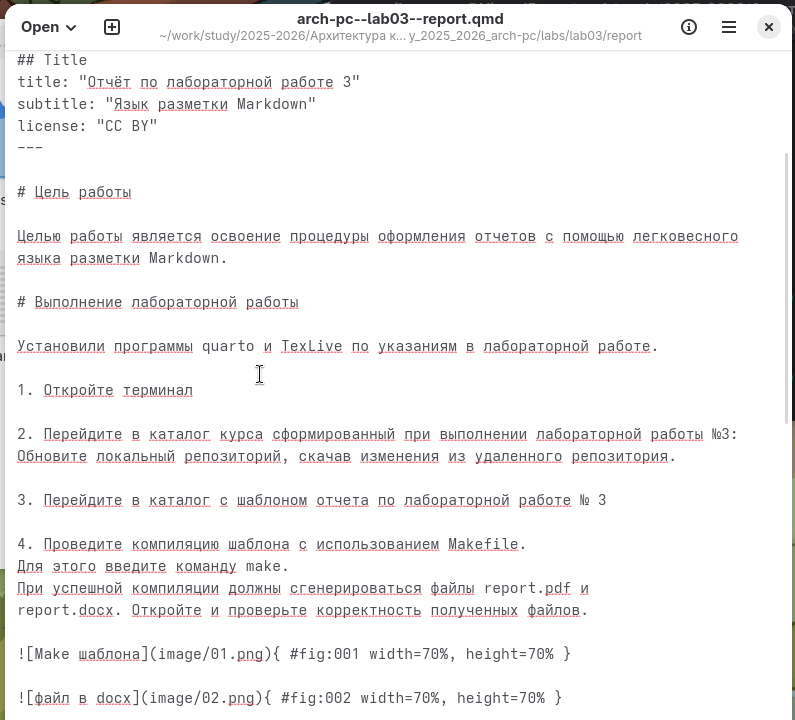 Open
arch-pc--lab03--report.qmd
~/work/study/2025-2026/Архитектура к… y_2025_2026_arch-pc/labs/lab03/report
## Title
title: "Отчёт по лабораторной работе 3"
subtitle: "Язык разметки Markdown"
license: "CC BY"
---
# Цель работы
Целью работы является освоение процедуры оформления отчетов с помощью легковесного
языка разметки Markdown.
# Выполнение лабораторной работы
Установили программы quarto и TexLive по указаниям в лабораторной работе.
1. Откройте терминал
2. Перейдите в каталог курса сформированный при выполнении лабораторной работы №3:
Обновите локальный репозиторий, скачав изменения из удаленного репозитория.
3. Перейдите в каталог с шаблоном отчета по лабораторной работе № 3
4. Проведите компиляцию шаблона с использованием Makefile.
Для этого введите команду make.
При успешной компиляции должны сгенерироваться файлы report.pdf и
report.docx. Откройте и проверьте корректность полученных файлов.
![Make шаблона](image/01.png){ #fig:001 width=70%, height=70% }
![файл в docx](image/02.png){ #fig:002 width=70%, height=70% }